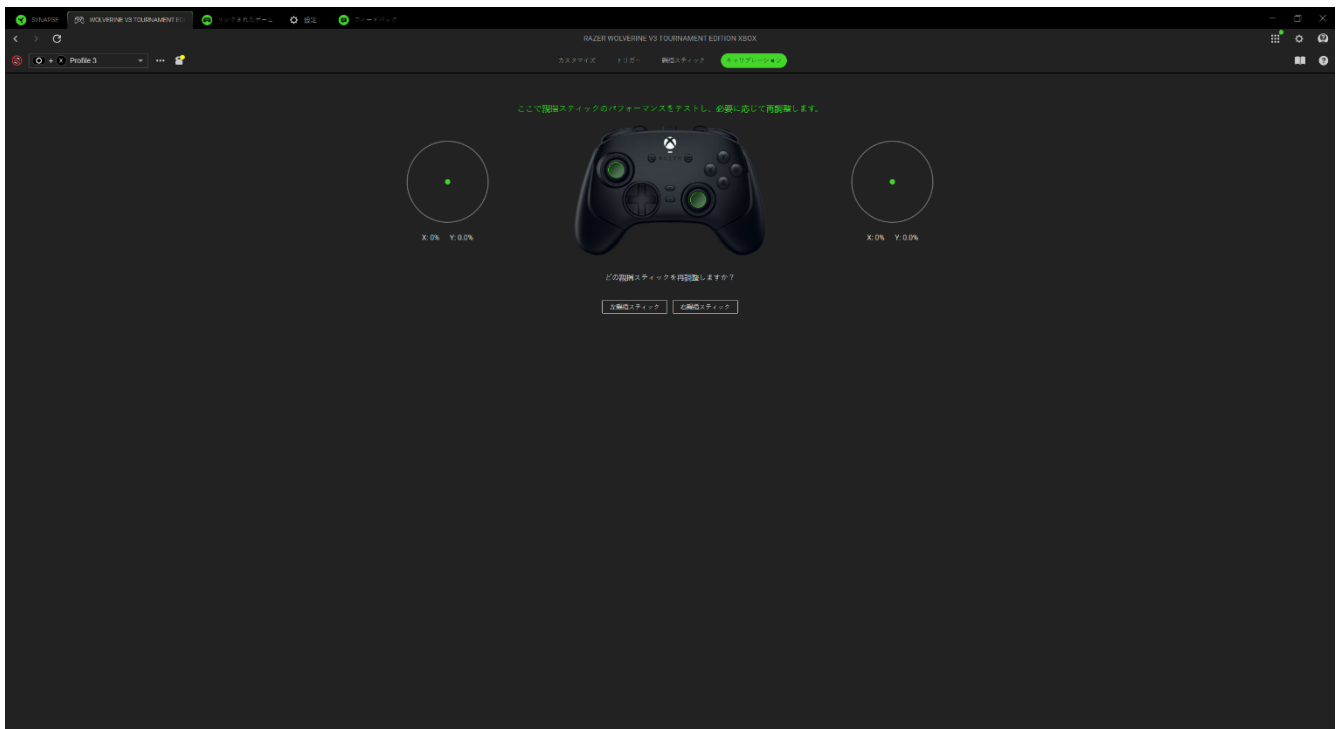 SYNAPSE
WOLVERINE V3 TOURNAMENT EDI
リンクされたゲーム
設定
フィードバック
RAZER WOLVERINE V3 TOURNAMENT EDITION XBOX
Profile 3
カスタマイズ トリガー 親指スティック キャリブレーション
ここで親指スティックのパフォーマンスをテストし、必要に応じて再調整します。
RAZER
X: 0% Y: 0.0%
X: 0% Y: 0.0%
どの親指スティックを再調整しますか？
左親指スティック 右親指スティック